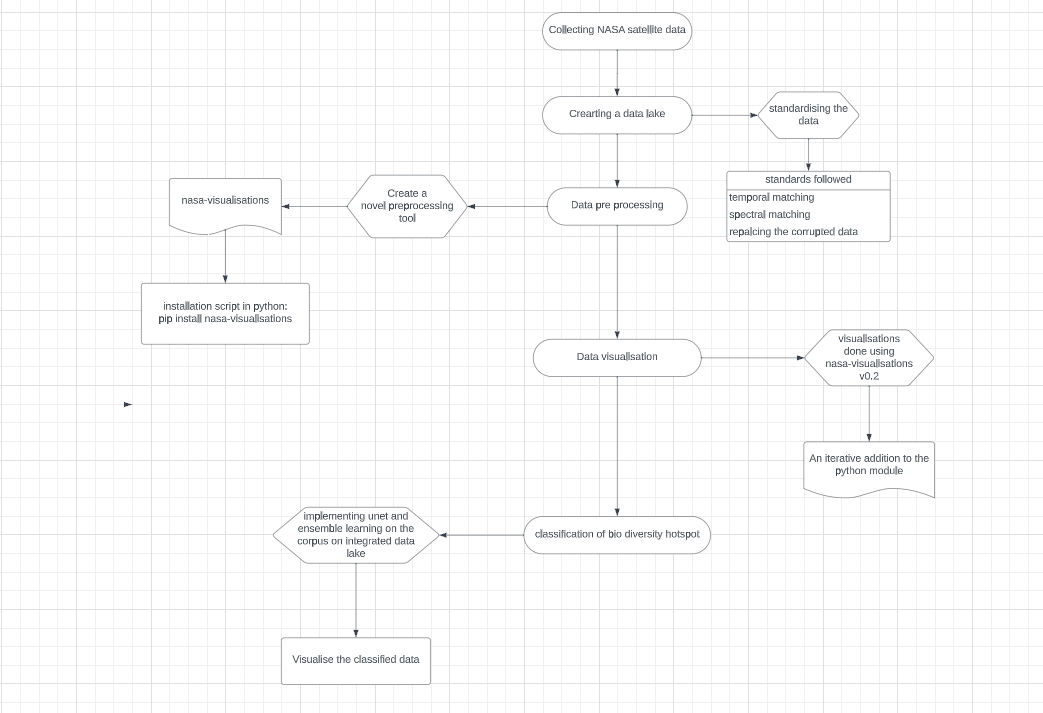 Collecting NASA satellite data
Crearting a data lake
standardising the
data
standards followed
temporal matching
spectral matching
repalcing the corrupted data
Data pre processing
Create a
novel preprocessing
tool
nasa-visualisations
installation script in python:
pip install nasa-visualisations
Data visualisation
visualisations
done using
nasa-visualisations
v0.2
An iterative addition to the
python module
classification of bio diversity hotspot
implementing unet and
ensemble learning on the
corpus on integrated data
lake
Visualise the classified data